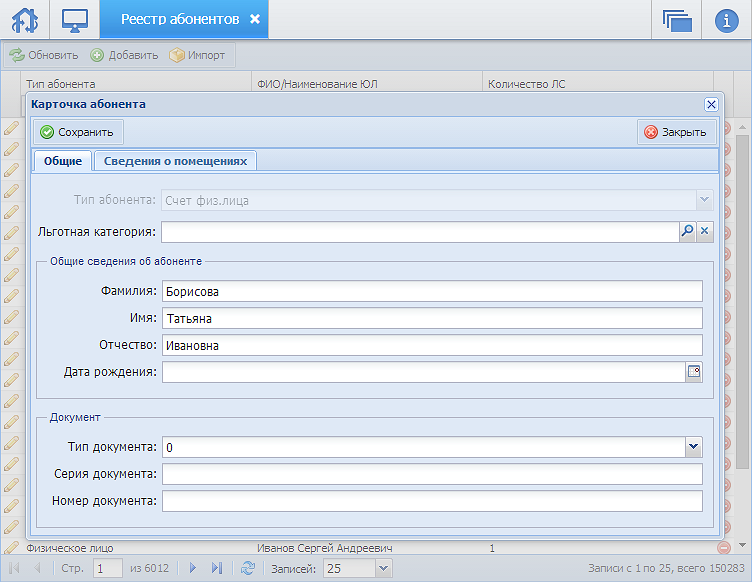 Реестр абонентов
Обновить Добавить Импорт
Тип абонента ФИО/Наименование ЮЛ Количество ЛС
Карточка абонента
Сохранить Закрыть
Общие Сведения о помещениях
Тип абонента: Счет физ.лица
Льготная категория:
Общие сведения об абоненте
Фамилия: Борисова
Имя: Татьяна
Отчество: Ивановна
Дата рождения:
Документ
Тип документа: 0
Серия документа:
Номер документа:
Физическое лицо Иванов Сергей Андреевич 1
Стр. 1 из 6012 Записей: 25 Записи с 1 по 25, всего 150283